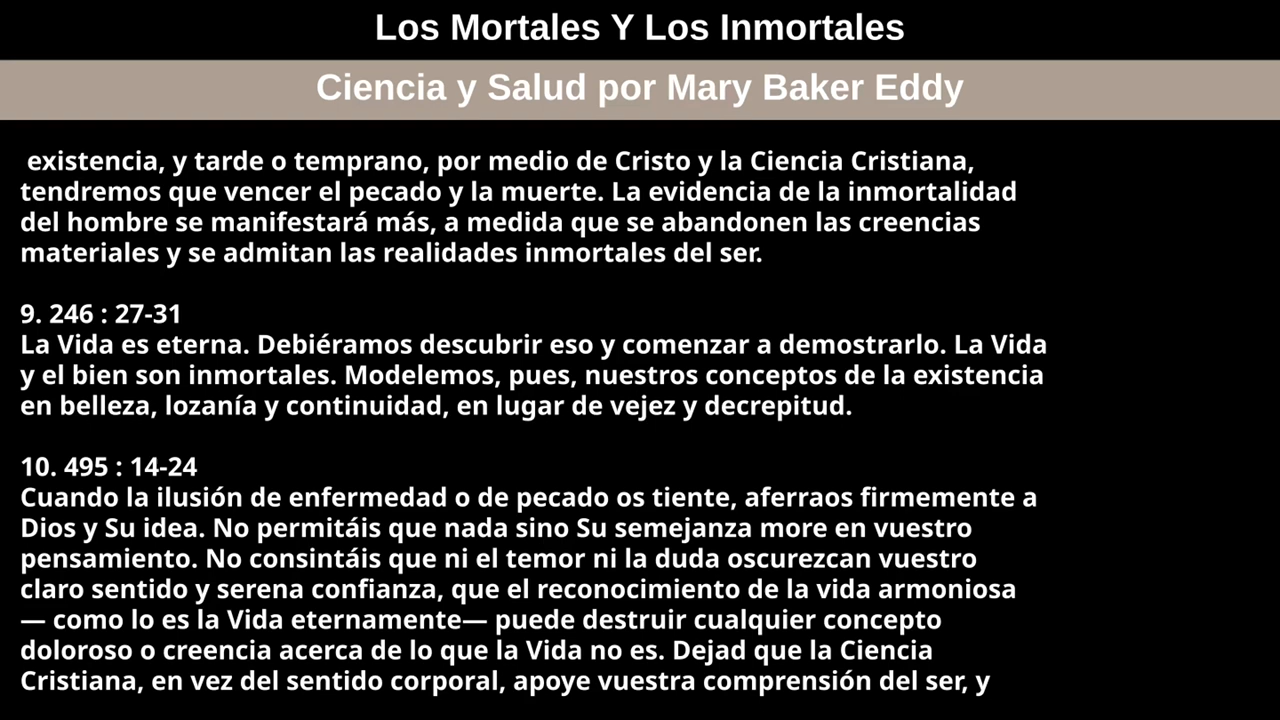 Los Mortales Y Los Inmortales
Ciencia y Salud por Mary Baker Eddy
existencia, y tarde o temprano, por medio de Cristo y la Ciencia Cristiana,
tendremos que vencer el pecado y la muerte. La evidencia de la inmortalidad
del hombre se manifestará más, a medida que se abandonen las creencias
materiales y se admitan las realidades inmortales del ser.
9. 246 : 27-31
La Vida es eterna. Debiéramos descubrir eso y comenzar a demostrarlo. La Vida
y el bien son inmortales. Modelemos, pues, nuestros conceptos de la existencia
en belleza, lozanía y continuidad, en lugar de vejez y decrepitud.
10. 495 : 14-24
Cuando la ilusión de enfermedad o de pecado os tiente, aferraos firmemente a
Dios y Su idea. No permitáis que nada sino Su semejanza more en vuestro
pensamiento. No consintáis que ni el temor ni la duda oscurezcan vuestro
claro sentido y serena confianza, que el reconocimiento de la vida armoniosa
— como lo es la Vida eternamente— puede destruir cualquier concepto
doloroso o creencia acerca de lo que la Vida no es. Dejad que la Ciencia
Cristiana, en vez del sentido corporal, apoye vuestra comprensión del ser, y